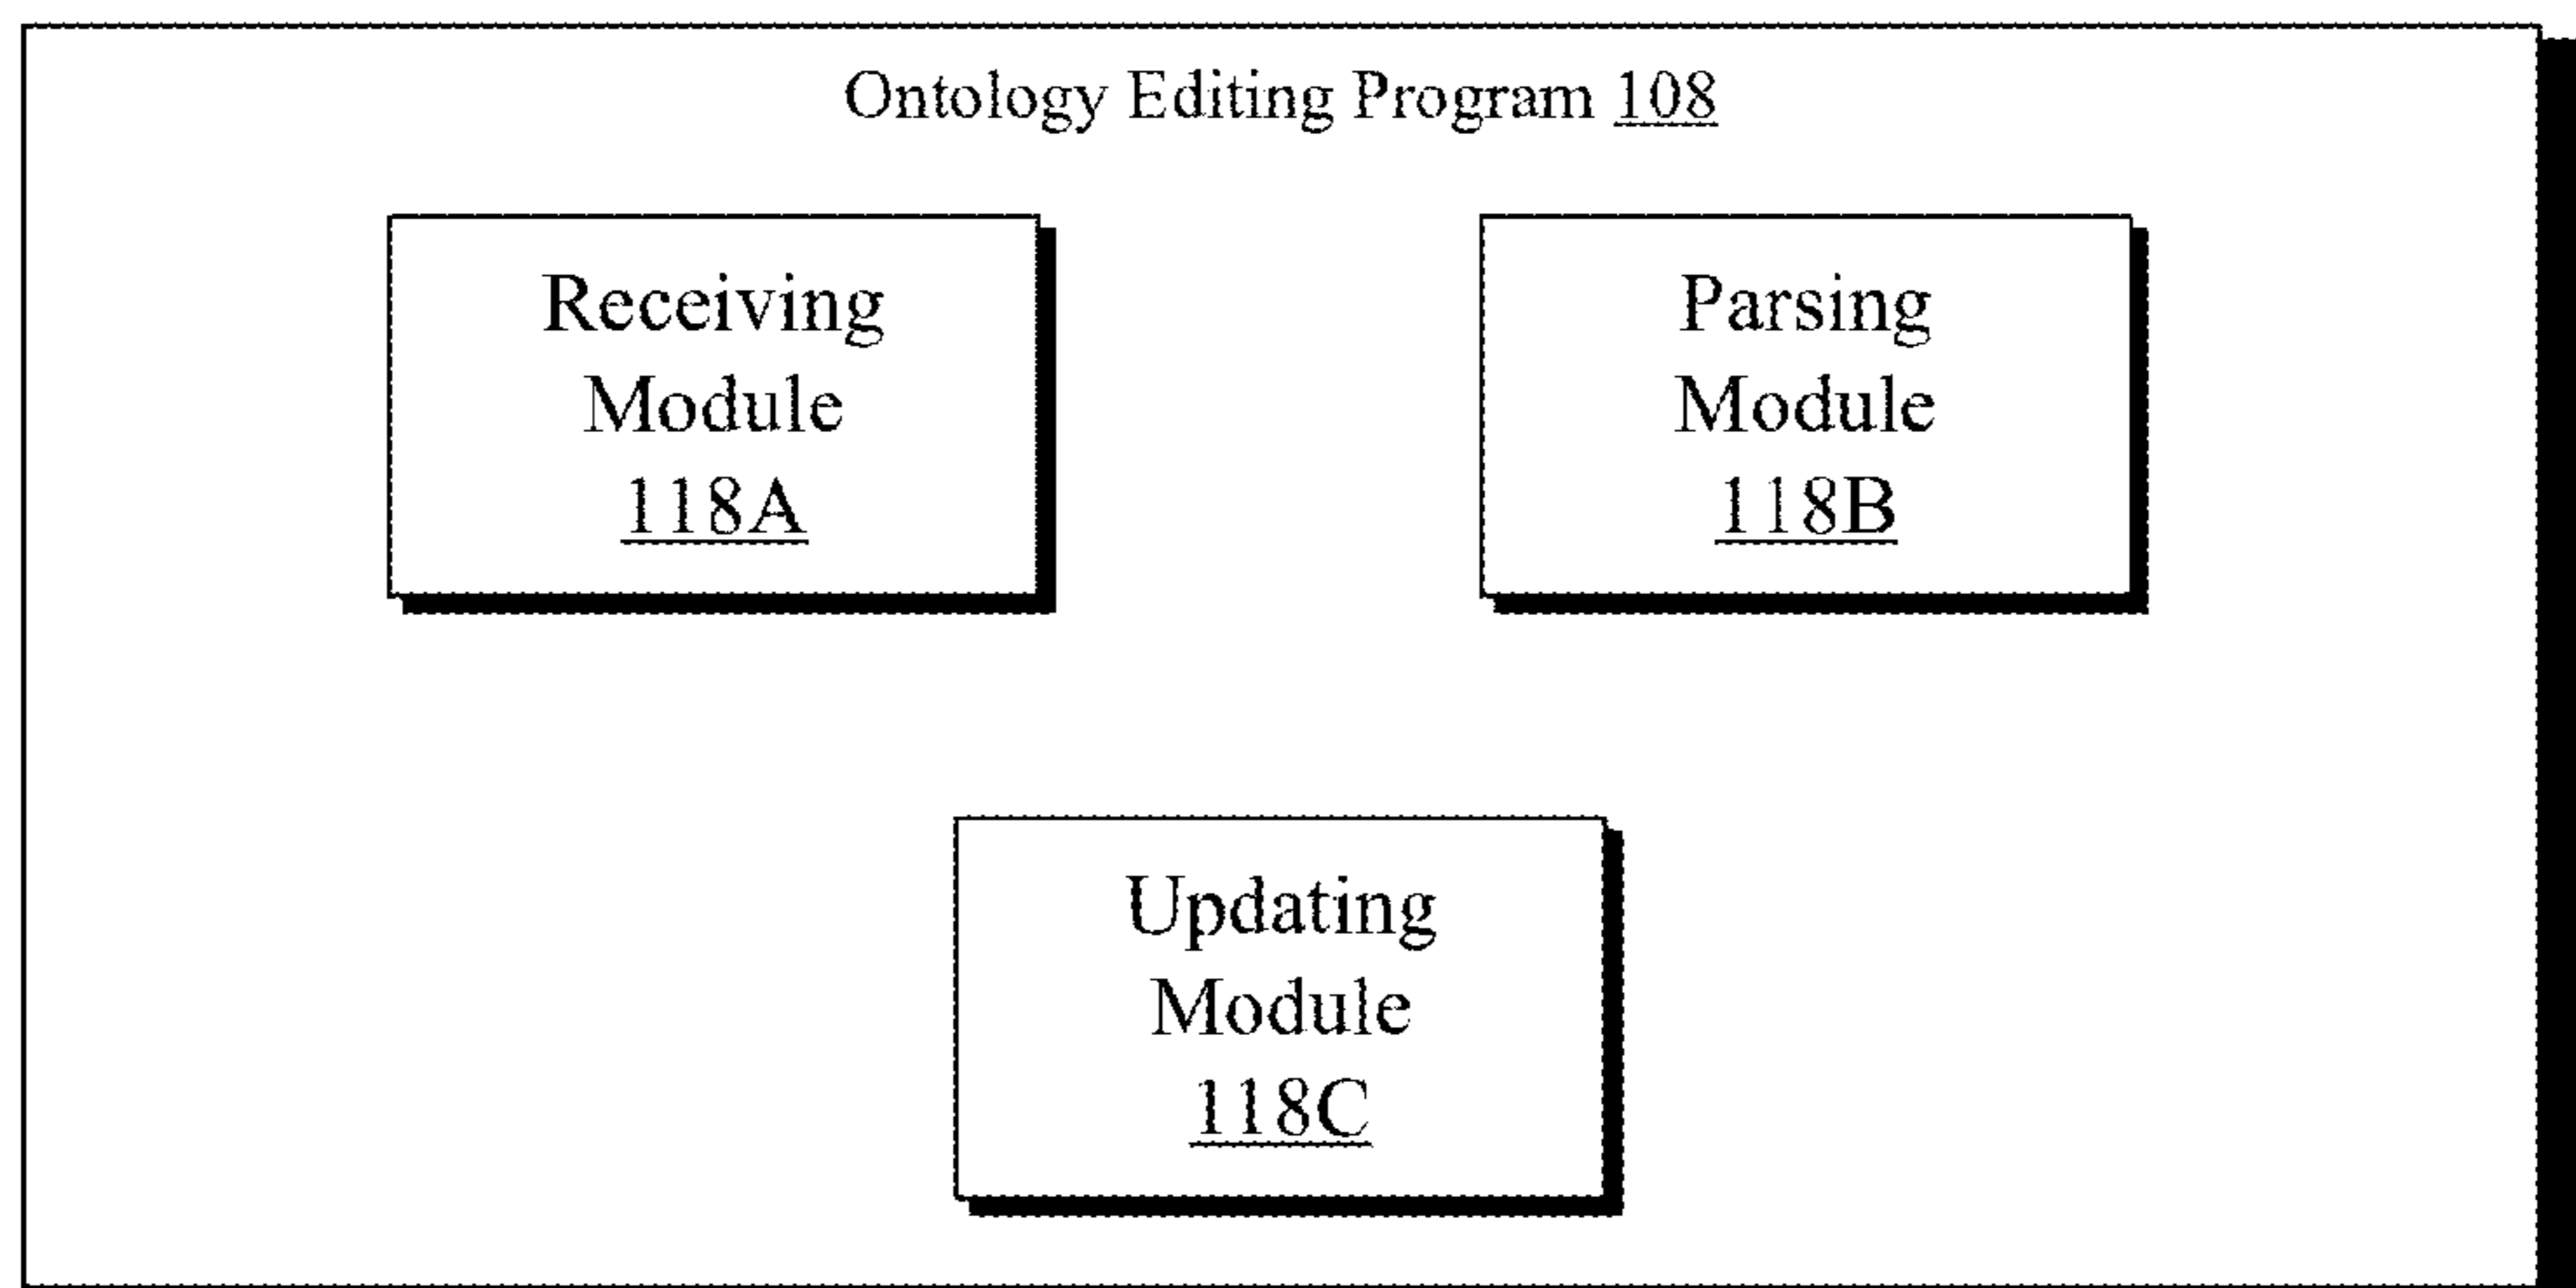 Ontology Editing Program 108
Receiving
Module
118A
Parsing
Module
118B
Updating
Module
118C